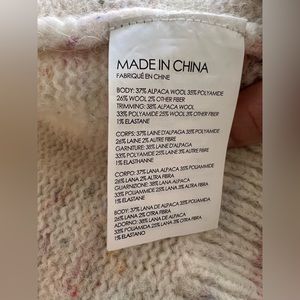 MADE IN CHINA
FABRIQUÉ EN CHINE
BODY: 37% ALPACA WOOL 35% POLYAMIDE
26% WOOL 2% OTHER FIBER
TRIMMING: 38% ALPACA WOOL
33% POLYAMIDE 25% WOOL 3% OTHER FIBER
1% ELASTANE
CORPS: 37% LAINE D'ALPAGA 35% POLYAMIDE
26% LAINE 2% AUTRE FIBRE
GARNITURE: 38% LAINE D'ALPAGA
33% POLYAMIDE 25% LAINE 3% AUTRE FIBRE
1% ELASTHANNE
CORPO: 37% LANA ALPACA 35% POLIAMMIDE
26% LANA 2% ALTRA FIBRA
GUARNIZIONE: 38% LANA ALPACA
33% POLIAMMIDE 25% LANA 3% ALTRA FIBRA
1% ELASTANO
BODY: 37% LANA DE ALPACA 35% POLIAMIDA
26% LANA 2% OTRA FIBRA
ADORNO: 38% LANA DE ALPACA
33% POLIAMIDA 25% LANA 3% OTRA FIBRA
1% ELASTANO